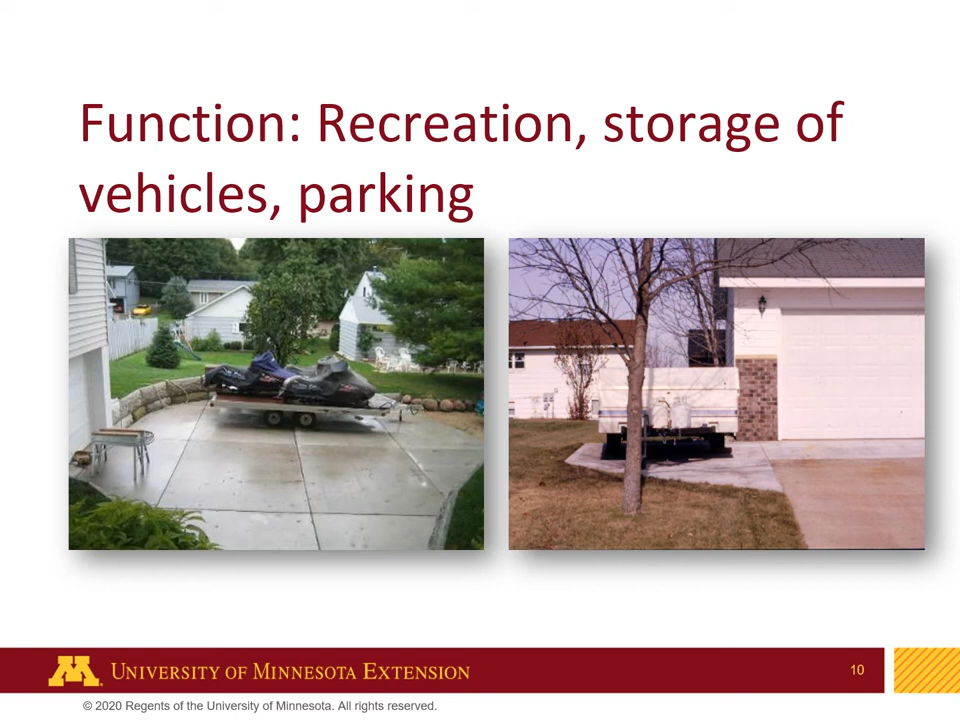 Function: Recreation, storage of
vehicles, parking
UNIVERSITY OF MINNESOTA EXTENSION
10
© 2020 Regents of the University of Minnesota. All rights reserved.